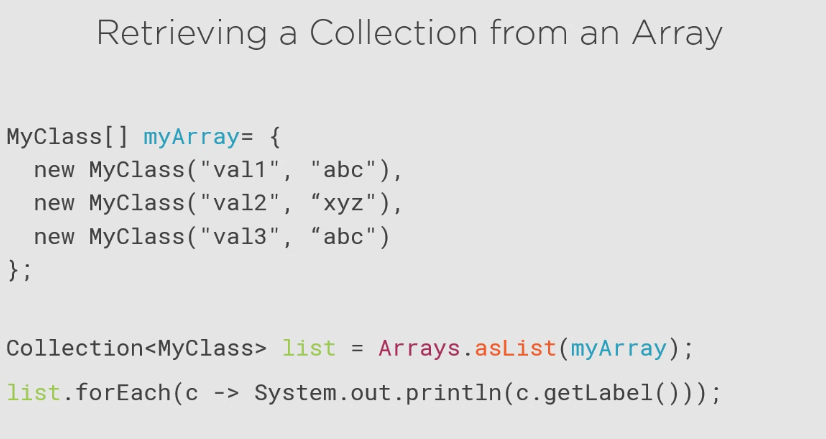 Retrieving a Collection from an Array
MyClass[] myArray= {
  new MyClass("val1", "abc"),
  new MyClass("val2", “xyz"),
  new MyClass("val3", “abc")
};
Collection<MyClass> list = Arrays.asList(myArray);
list.forEach(c -> System.out.println(c.getLabel()));